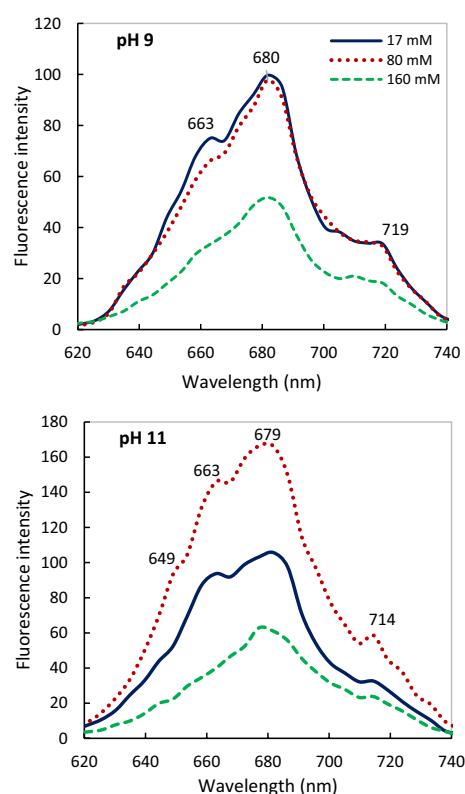 pH 9
17 mM
80 mM
160 mM
680
663
719
Fluorescence intensity
120
100
80
60
40
20
0
620 640 660 680 700 720 740
Wavelength (nm)
pH 11
679
663
649
714
Fluorescence intensity
180
160
140
120
100
80
60
40
20
0
620 640 660 680 700 720 740
Wavelength (nm)